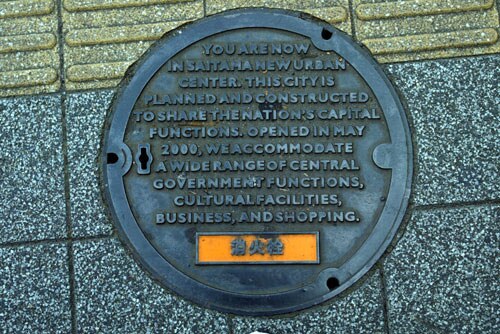 YOU ARE NOW
IN SAITAMA NEW URBAN
CENTER. THIS CITY IS
PLANNED AND CONSTRUCTED
TO SHARE THE NATION'S CAPITAL
FUNCTIONS. OPENED IN MAY
2000, WE ACCOMMODATE
A WIDE RANGE OF CENTRAL
GOVERNMENT FUNCTIONS,
CULTURAL FACILITIES,
BUSINESS, AND SHOPPING.
消火栓